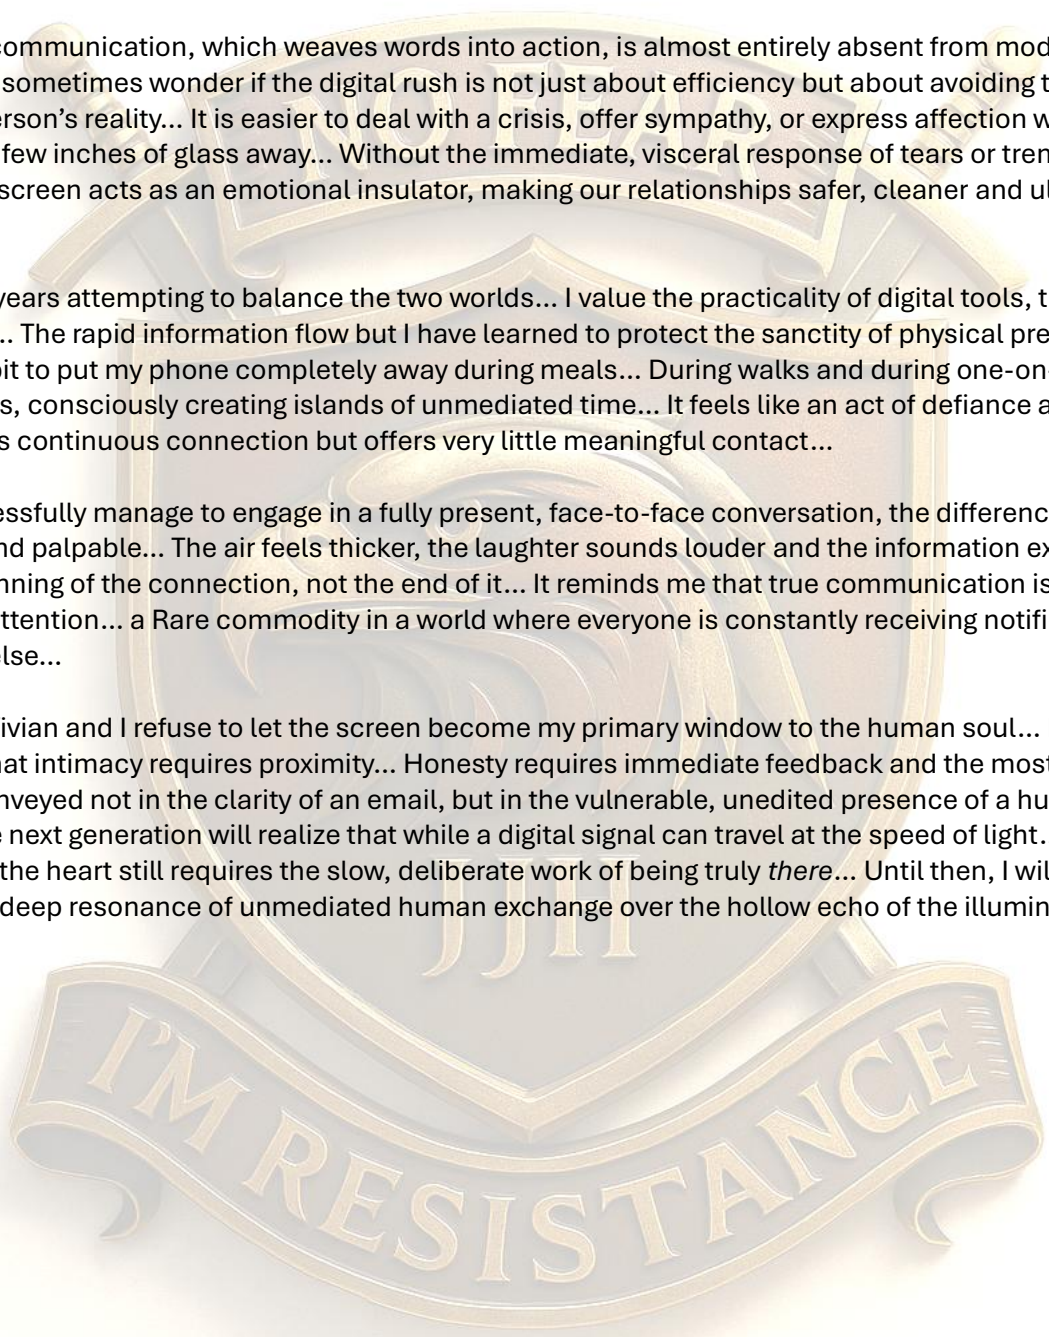 communication, which weaves words into action, is almost entirely absent from mod
sometimes wonder if the digital rush is not just about efficiency but about avoiding t
erson’s reality... It is easier to deal with a crisis, offer sympathy, or express affection w
few inches of glass away... Without the immediate, visceral response of tears or trem
screen acts as an emotional insulator, making our relationships safer, cleaner and ul
years attempting to balance the two worlds... I value the practicality of digital tools, t
.. The rapid information flow but I have learned to protect the sanctity of physical pre
bit to put my phone completely away during meals... During walks and during one-on-
s, consciously creating islands of unmediated time... It feels like an act of defiance a
s continuous connection but offers very little meaningful contact...
essfully manage to engage in a fully present, face-to-face conversation, the differenc
nd palpable... The air feels thicker, the laughter sounds louder and the information ex
nning of the connection, not the end of it... It reminds me that true communication is
ttention... a Rare commodity in a world where everyone is constantly receiving notifi
else...
ivian and I refuse to let the screen become my primary window to the human soul...
hat intimacy requires proximity... Honesty requires immediate feedback and the most
nveyed not in the clarity of an email, but in the vulnerable, unedited presence of a hu
e next generation will realize that while a digital signal can travel at the speed of light.
the heart still requires the slow, deliberate work of being truly there... Until then, I wil
deep resonance of unmediated human exchange over the hollow echo of the illumin
NO FEAR
JJH
I'M RESISTANCE